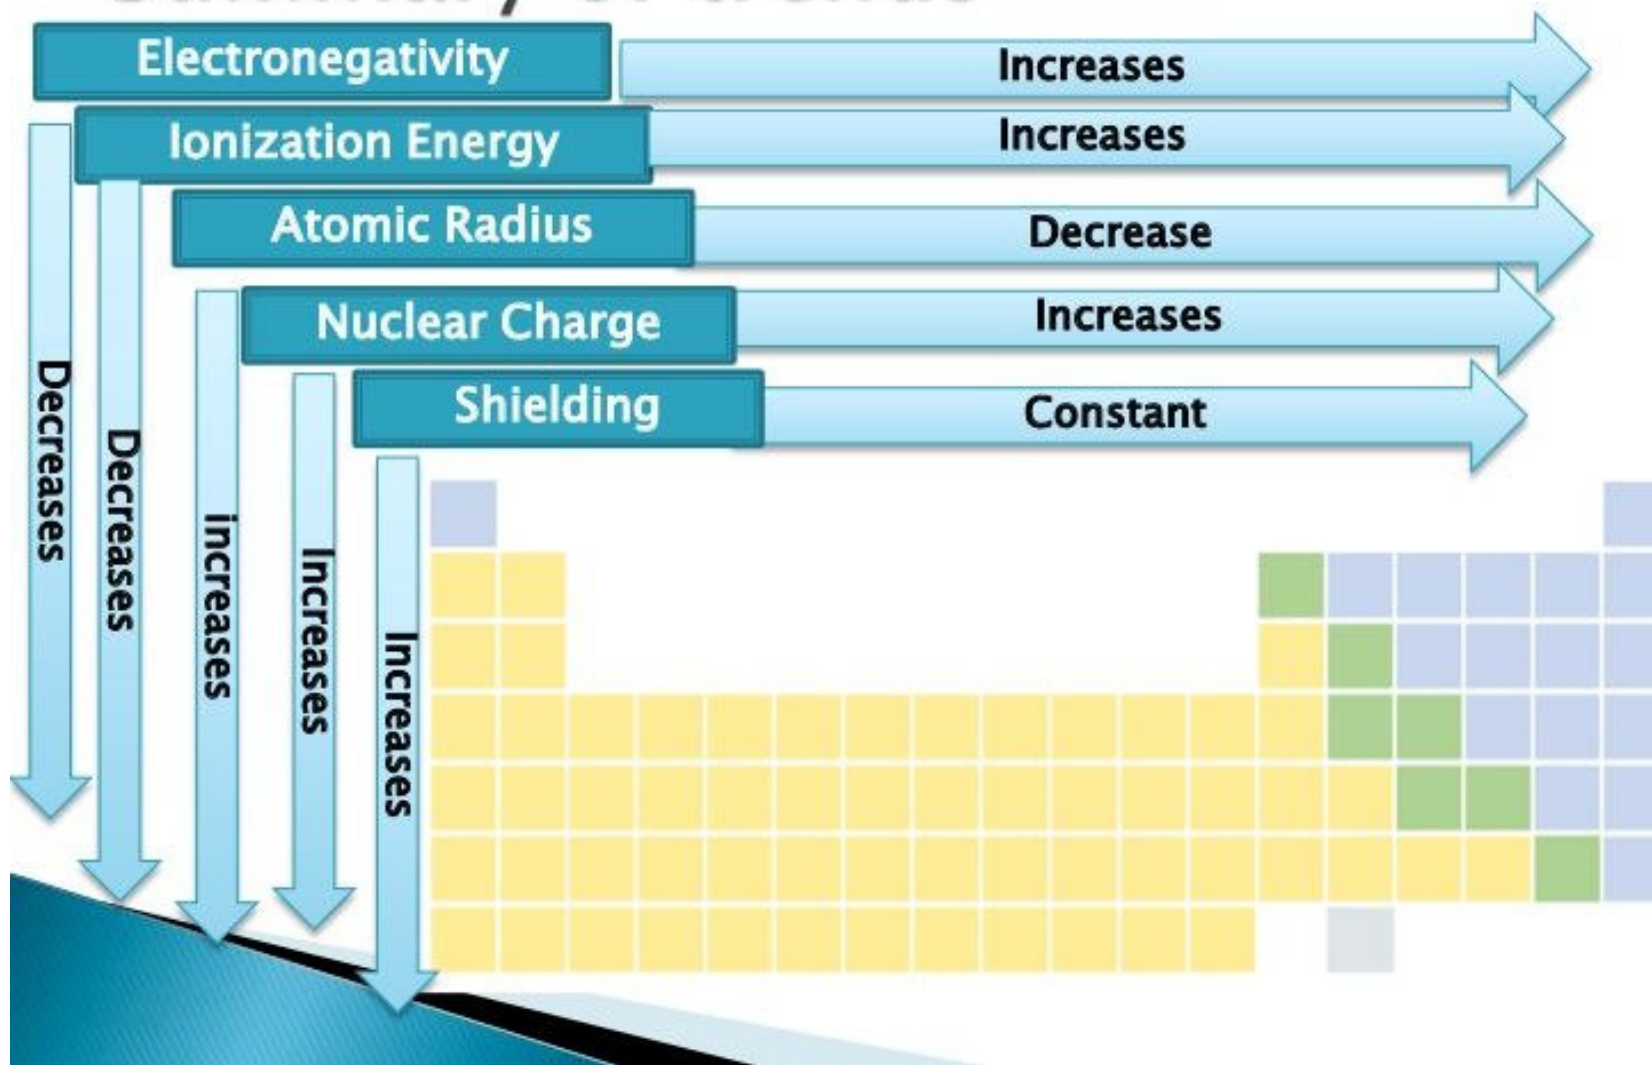 Electronegativity
Increases
Ionization Energy
Increases
Atomic Radius
Decrease
Nuclear Charge
Increases
Shielding
Constant
Decreases
Decreases
increases
Increases
Increases